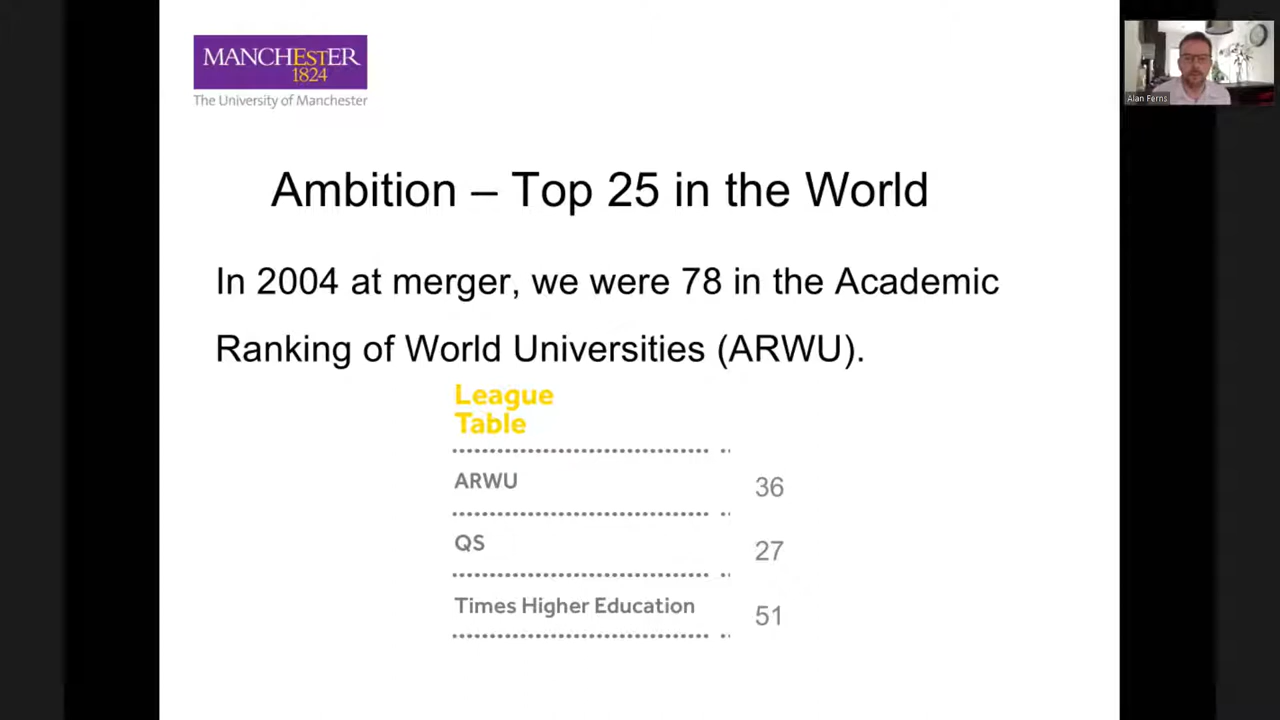 MANCHESTER
1824
The University of Manchester
Alan Ferns
Ambition – Top 25 in the World
In 2004 at merger, we were 78 in the Academic
Ranking of World Universities (ARWU).
League
Table
ARWU 36
QS 27
Times Higher Education 51